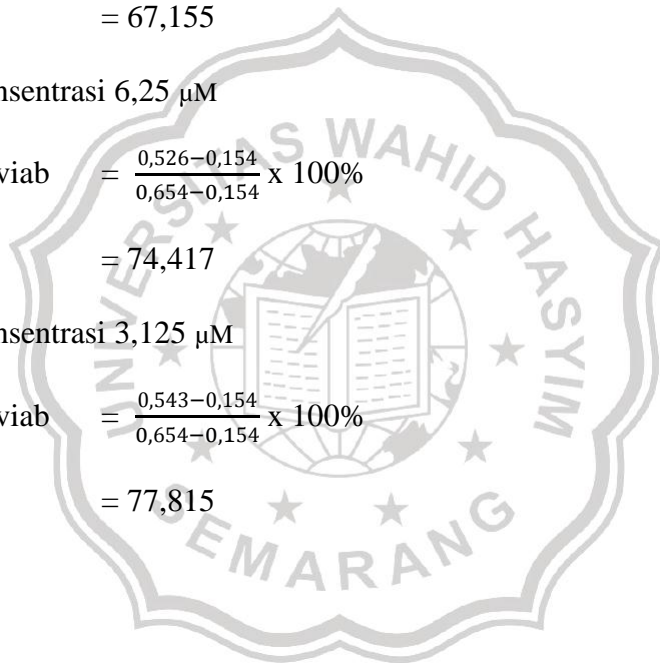 = 67,155
nsentrasi 6,25 μM
viab = 0,526−0,154 / 0,654−0,154 x 100%
= 74,417
nsentrasi 3,125 μM
viab = 0,543−0,154 / 0,654−0,154 x 100%
= 77,815
UNIVERSITAS WAHID HASYIM
SEMARANG